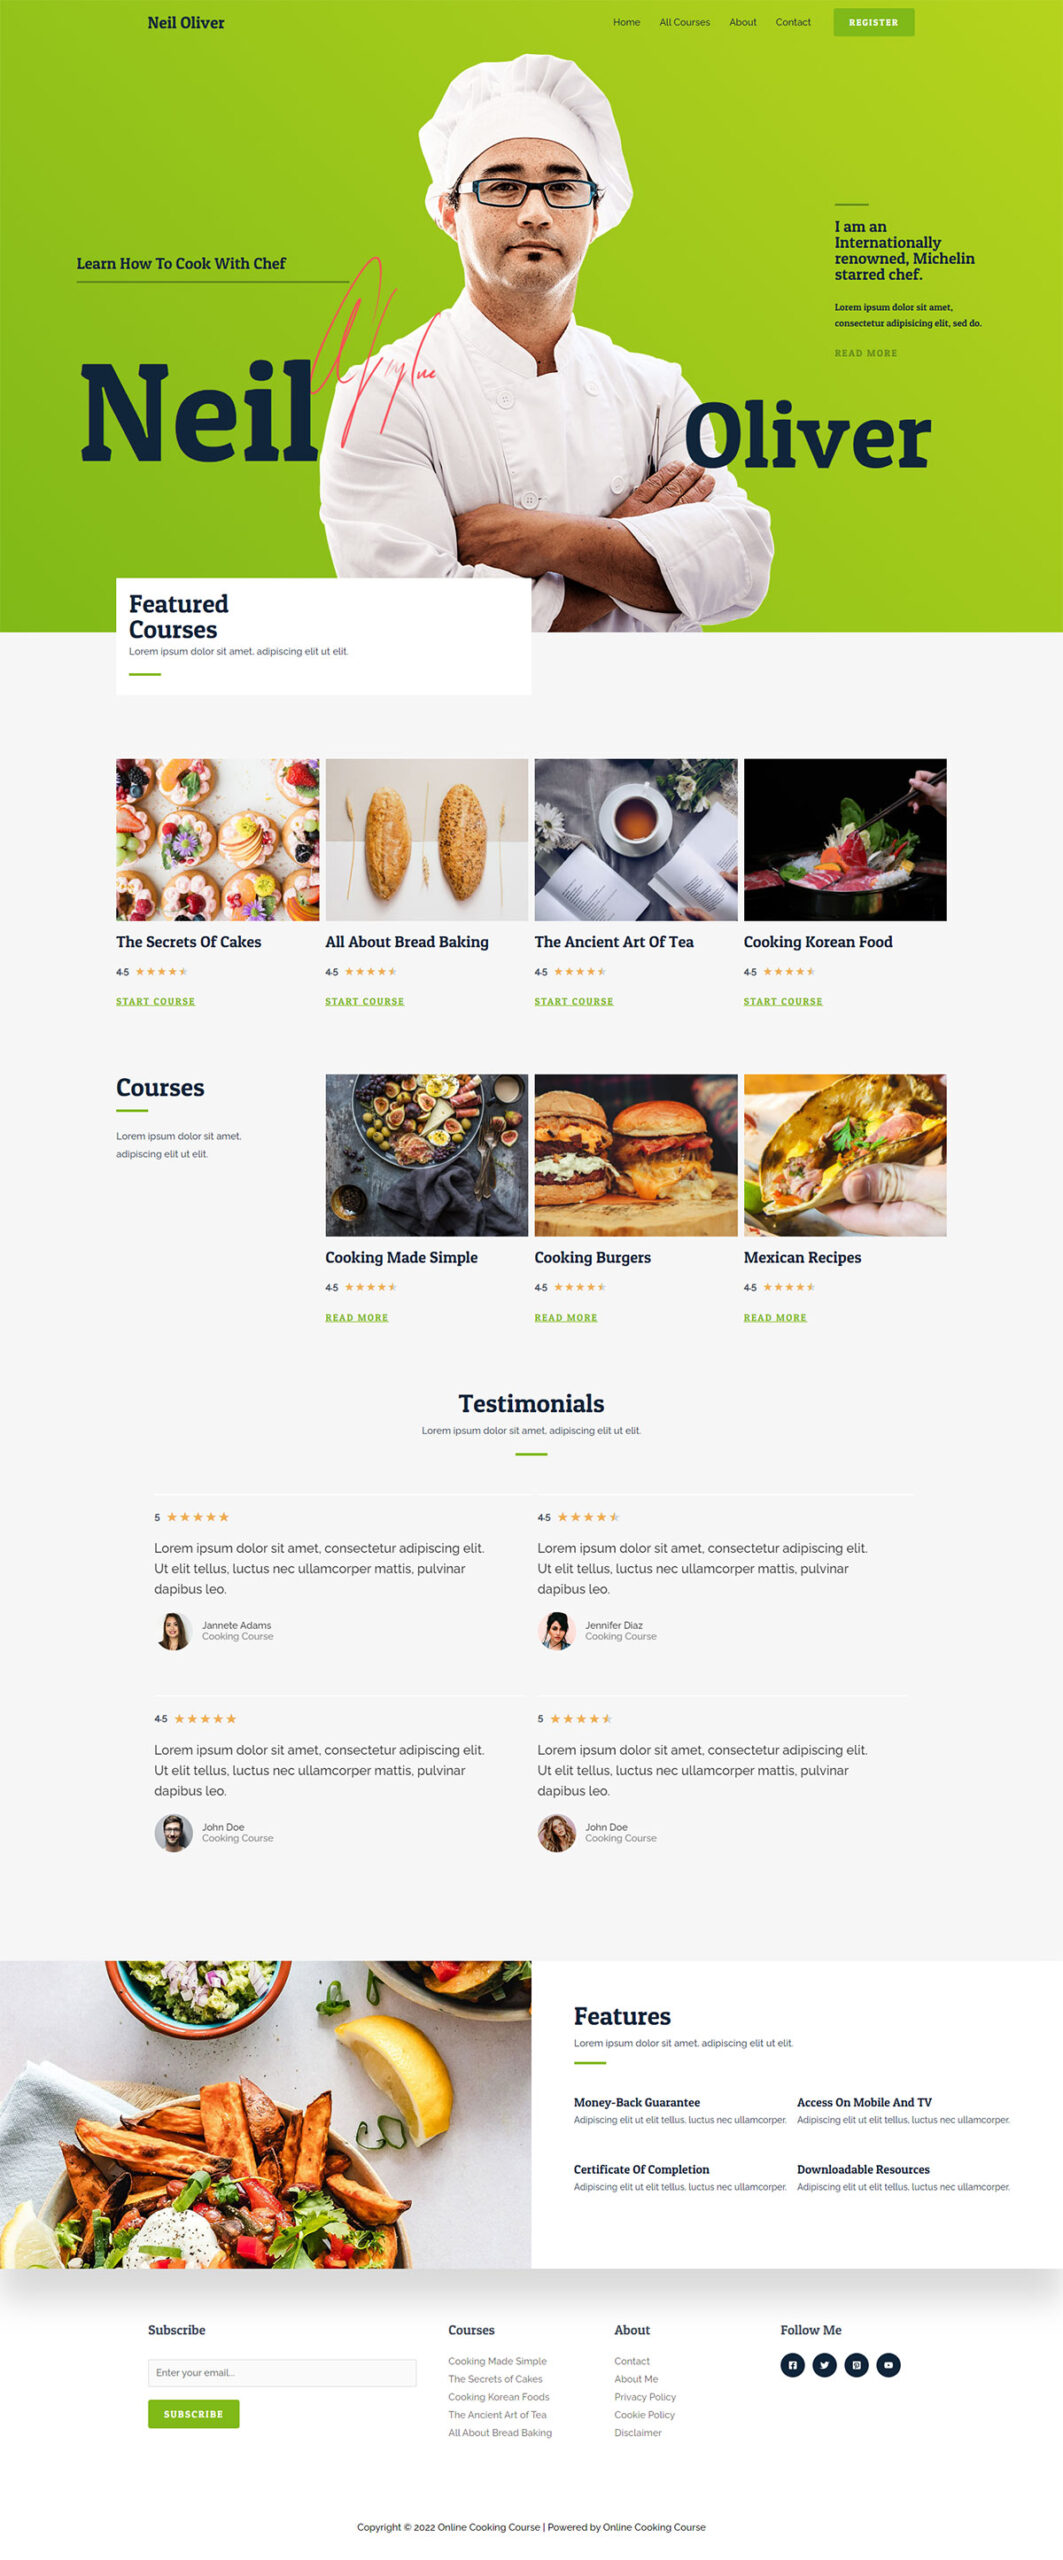 Neil Oliver
Home All Courses About Contact REGISTER
I am an
Internationally
renowned, Michelin
starred chef.
Learn How To Cook With Chef
Lorem ipsum dolor sit amet,
consectetur adipisicing elit, sed do.
READ MORE
Neil
Oliver
Featured
Courses
Lorem ipsum dolor sit amet, adipiscing elit ut elit.
The Secrets Of Cakes All About Bread Baking The Ancient Art Of Tea Cooking Korean Food
4.5 4.5 4.5 4.5
START COURSE START COURSE START COURSE START COURSE
Courses
Lorem ipsum dolor sit amet,
adipiscing elit ut elit.
Cooking Made Simple Cooking Burgers Mexican Recipes
4.5 4.5 4.5
READ MORE READ MORE READ MORE
Testimonials
Lorem ipsum dolor sit amet, adipiscing elit ut elit.
5
Lorem ipsum dolor sit amet, consectetur adipiscing elit.
Ut elit tellus, luctus nec ullamcorper mattis, pulvinar
dapibus leo.
Jannete Adams
Cooking Course
4.5
Lorem ipsum dolor sit amet, consectetur adipiscing elit.
Ut elit tellus, luctus nec ullamcorper mattis, pulvinar
dapibus leo.
Jennifer Diaz
Cooking Course
4.5
Lorem ipsum dolor sit amet, consectetur adipiscing elit.
Ut elit tellus, luctus nec ullamcorper mattis, pulvinar
dapibus leo.
John Doe
Cooking Course
5
Lorem ipsum dolor sit amet, consectetur adipiscing elit.
Ut elit tellus, luctus nec ullamcorper mattis, pulvinar
dapibus leo.
John Doe
Cooking Course
Features
Lorem ipsum dolor sit amet, adipiscing elit ut elit.
Money-Back Guarantee
Adipiscing elit ut elit tellus, luctus nec ullamcorper.
Access On Mobile And TV
Adipiscing elit ut elit tellus, luctus nec ullamcorper.
Certificate Of Completion
Adipiscing elit ut elit tellus, luctus nec ullamcorper.
Downloadable Resources
Adipiscing elit ut elit tellus, luctus nec ullamcorper.
Subscribe
Enter your email...
SUBSCRIBE
Courses
Cooking Made Simple
The Secrets of Cakes
Cooking Korean Foods
The Ancient Art of Tea
All About Bread Baking
About
Contact
About Me
Privacy Policy
Cookie Policy
Disclaimer
Follow Me
Copyright © 2022 Online Cooking Course | Powered by Online Cooking Course